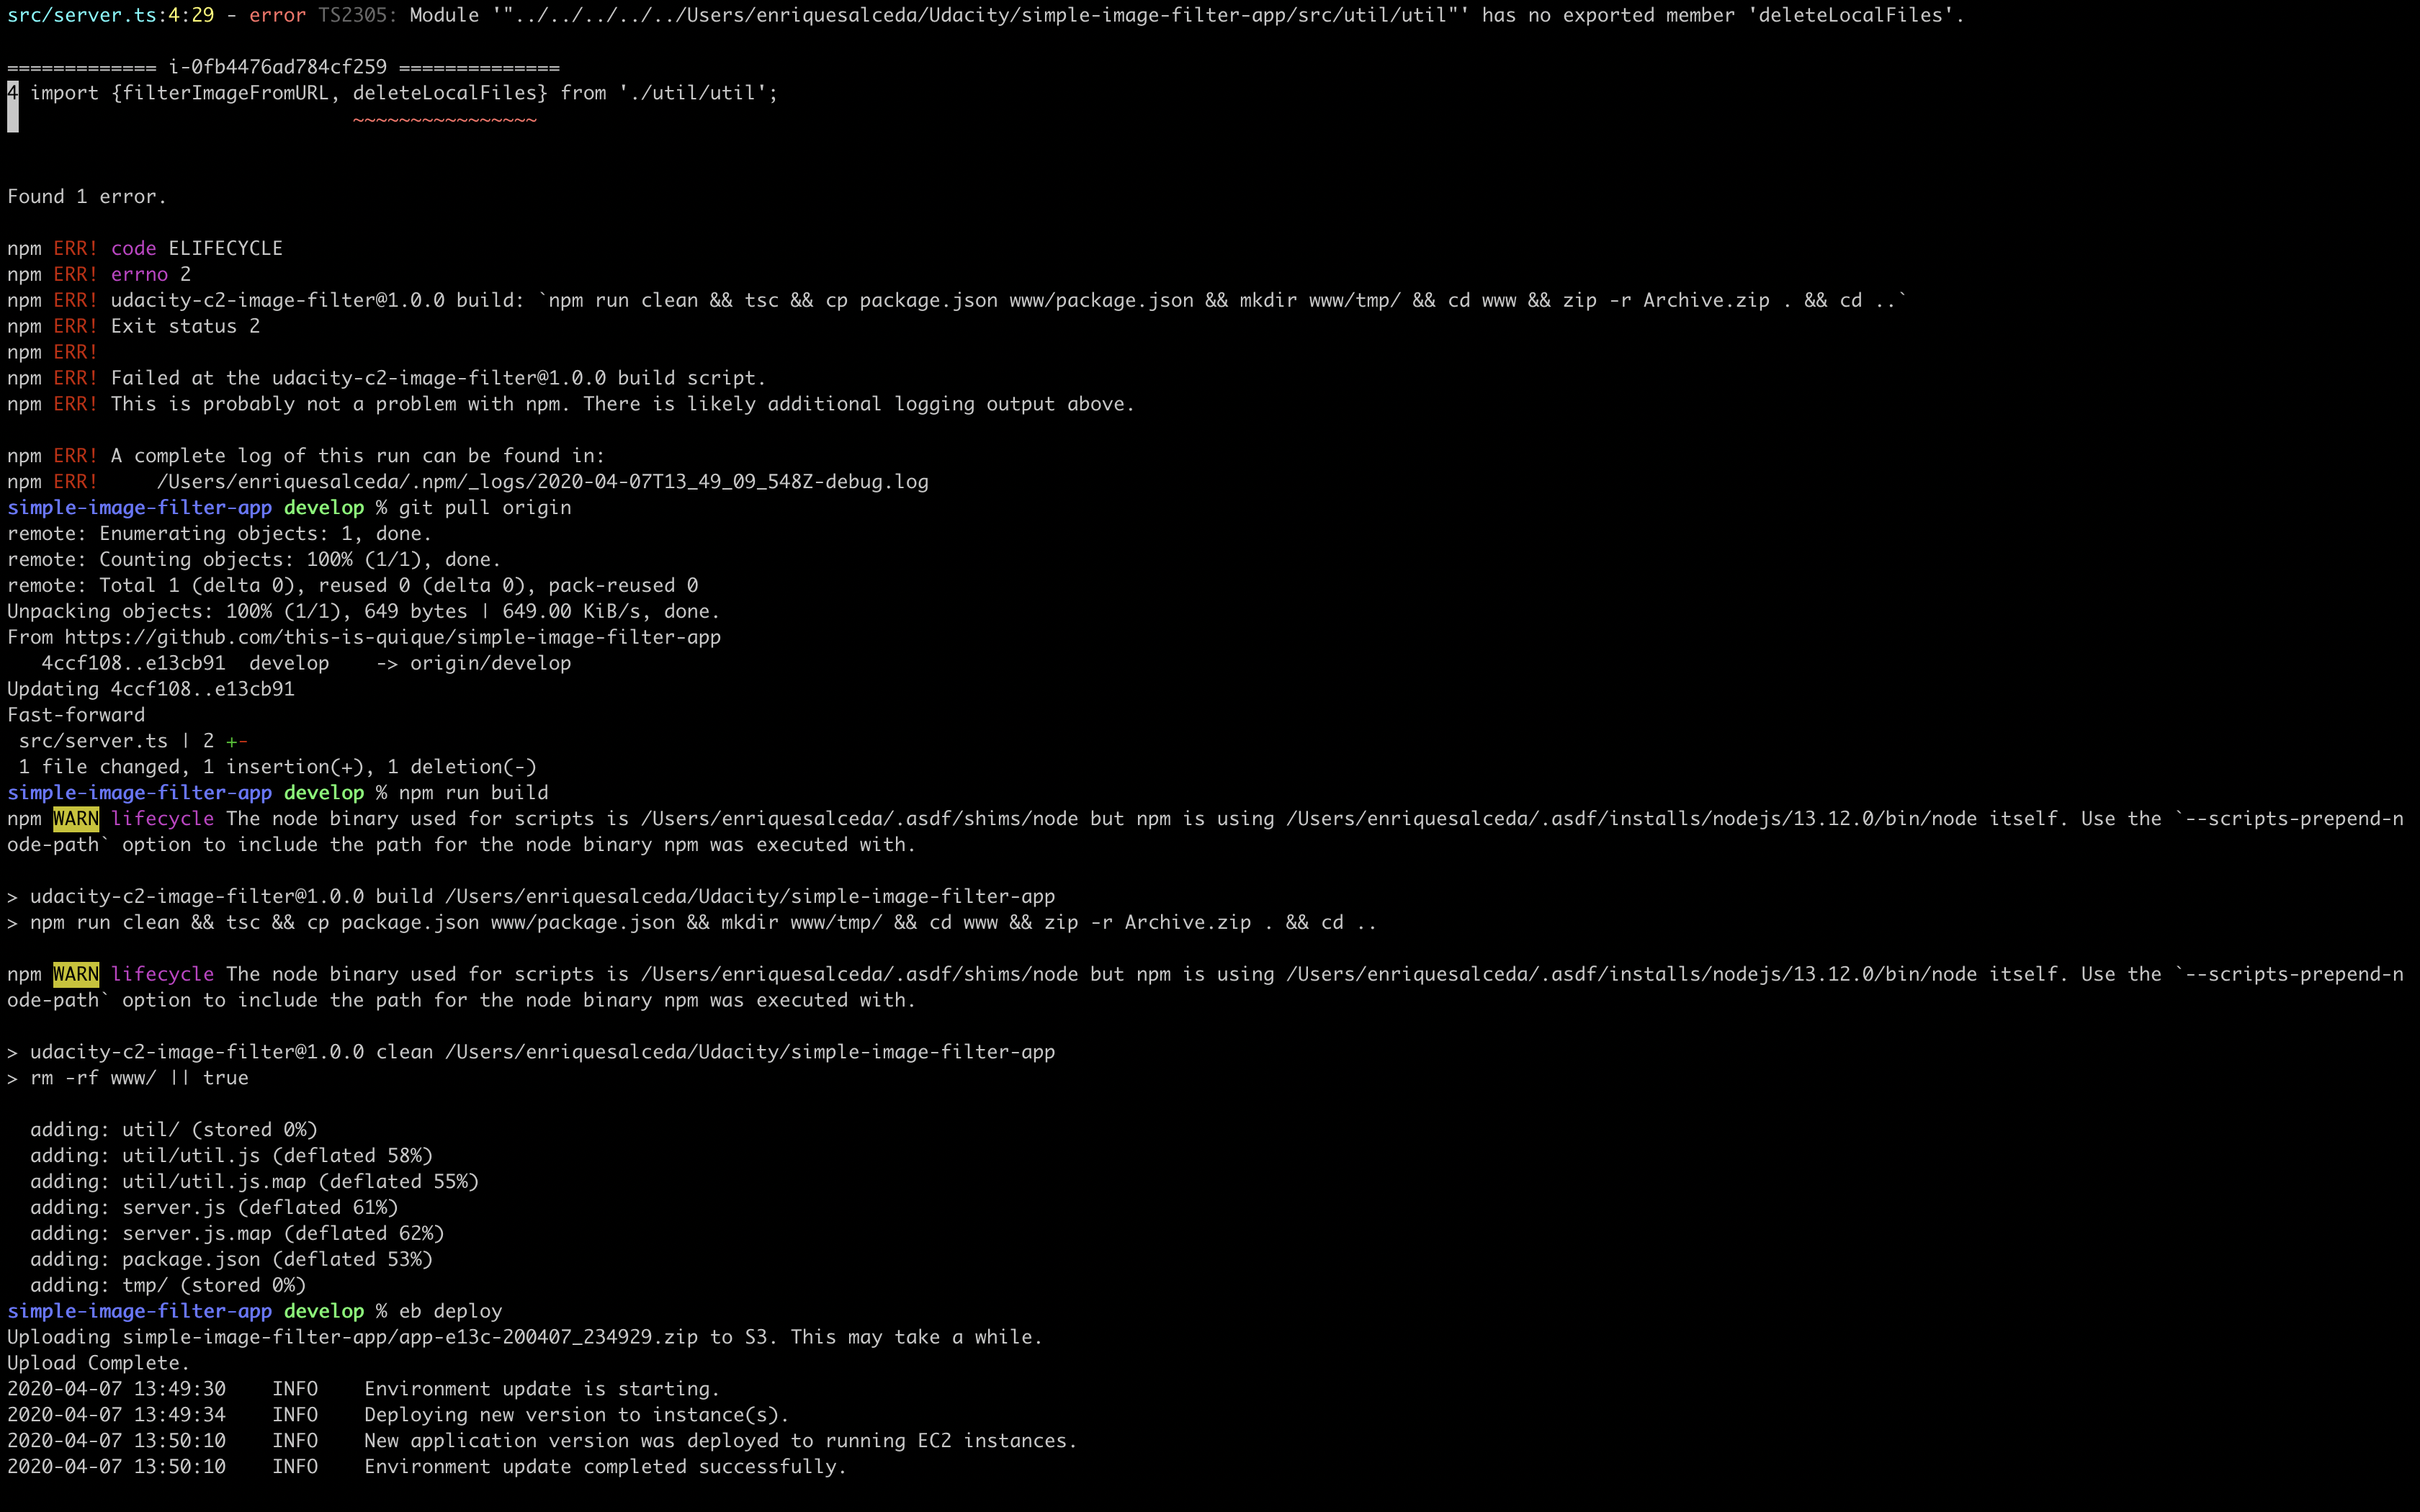 src/server.ts:4:29 - error TS2305: Module '"../../../../../Users/enriquesalceda/Udacity/simple-image-filter-app/src/util/util"' has no exported member 'deleteLocalFiles'.
============= i-0fb4476ad784cf259 ==============
4 import {filterImageFromURL, deleteLocalFiles} from './util/util';
~~~~~~~~~~~~~~~~
Found 1 error.
npm ERR! code ELIFECYCLE
npm ERR! errno 2
npm ERR! udacity-c2-image-filter@1.0.0 build: `npm run clean && tsc && cp package.json www/package.json && mkdir www/tmp/ && cd www && zip -r Archive.zip . && cd ..`
npm ERR! Exit status 2
npm ERR!
npm ERR! Failed at the udacity-c2-image-filter@1.0.0 build script.
npm ERR! This is probably not a problem with npm. There is likely additional logging output above.
npm ERR! A complete log of this run can be found in:
npm ERR!     /Users/enriquesalceda/.npm/_logs/2020-04-07T13_49_09_548Z-debug.log
simple-image-filter-app develop % git pull origin
remote: Enumerating objects: 1, done.
remote: Counting objects: 100% (1/1), done.
remote: Total 1 (delta 0), reused 0 (delta 0), pack-reused 0
Unpacking objects: 100% (1/1), 649 bytes | 649.00 KiB/s, done.
From https://github.com/this-is-quique/simple-image-filter-app
   4ccf108..e13cb91  develop    -> origin/develop
Updating 4ccf108..e13cb91
Fast-forward
 src/server.ts | 2 +-
 1 file changed, 1 insertion(+), 1 deletion(-)
simple-image-filter-app develop % npm run build
npm WARN lifecycle The node binary used for scripts is /Users/enriquesalceda/.asdf/shims/node but npm is using /Users/enriquesalceda/.asdf/installs/nodejs/13.12.0/bin/node itself. Use the `--scripts-prepend-n
ode-path` option to include the path for the node binary npm was executed with.
> udacity-c2-image-filter@1.0.0 build /Users/enriquesalceda/Udacity/simple-image-filter-app
> npm run clean && tsc && cp package.json www/package.json && mkdir www/tmp/ && cd www && zip -r Archive.zip . && cd ..
npm WARN lifecycle The node binary used for scripts is /Users/enriquesalceda/.asdf/shims/node but npm is using /Users/enriquesalceda/.asdf/installs/nodejs/13.12.0/bin/node itself. Use the `--scripts-prepend-n
ode-path` option to include the path for the node binary npm was executed with.
> udacity-c2-image-filter@1.0.0 clean /Users/enriquesalceda/Udacity/simple-image-filter-app
> rm -rf www/ || true
  adding: util/ (stored 0%)
  adding: util/util.js (deflated 58%)
  adding: util/util.js.map (deflated 55%)
  adding: server.js (deflated 61%)
  adding: server.js.map (deflated 62%)
  adding: package.json (deflated 53%)
  adding: tmp/ (stored 0%)
simple-image-filter-app develop % eb deploy
Uploading simple-image-filter-app/app-e13c-200407_234929.zip to S3. This may take a while.
Upload Complete.
2020-04-07 13:49:30    INFO    Environment update is starting.
2020-04-07 13:49:34    INFO    Deploying new version to instance(s).
2020-04-07 13:50:10    INFO    New application version was deployed to running EC2 instances.
2020-04-07 13:50:10    INFO    Environment update completed successfully.